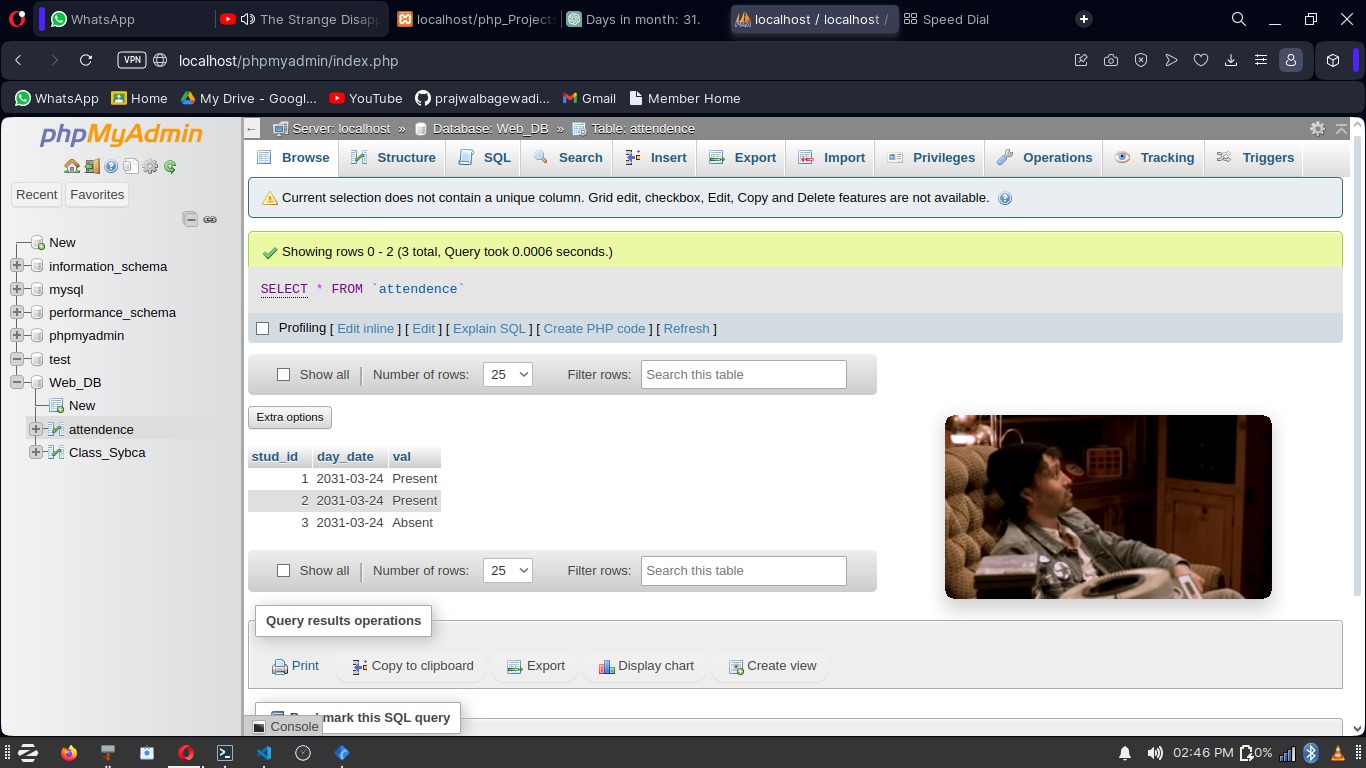 WhatsApp The Strange Disapp localhost/php_Projects Days in month: 31. localhost / localhost / Speed Dial
VPN localhost/phpmyadmin/index.php
WhatsApp Home My Drive - Googl... YouTube prajwalbagewadi... Gmail Member Home
phpMyAdmin
Recent Favorites
New
information_schema
mysql
performance_schema
phpmyadmin
test
Web_DB
New
attendence
Class_Sybca
Server: localhost » Database: Web_DB » Table: attendence
Browse Structure SQL Search Insert Export Import Privileges Operations Tracking Triggers
Current selection does not contain a unique column. Grid edit, checkbox, Edit, Copy and Delete features are not available.
Showing rows 0 - 2 (3 total, Query took 0.0006 seconds.)
SELECT * FROM `attendence`
Profiling [ Edit inline ] [ Edit ] [ Explain SQL ] [ Create PHP code ] [ Refresh ]
Show all | Number of rows: 25 Filter rows: Search this table
Extra options
stud_id day_date val
1 2031-03-24 Present
2 2031-03-24 Present
3 2031-03-24 Absent
Show all | Number of rows: 25 Filter rows: Search this table
Query results operations
Print Copy to clipboard Export Display chart Create view
mark this SQL query
Console
02:46 PM 0%